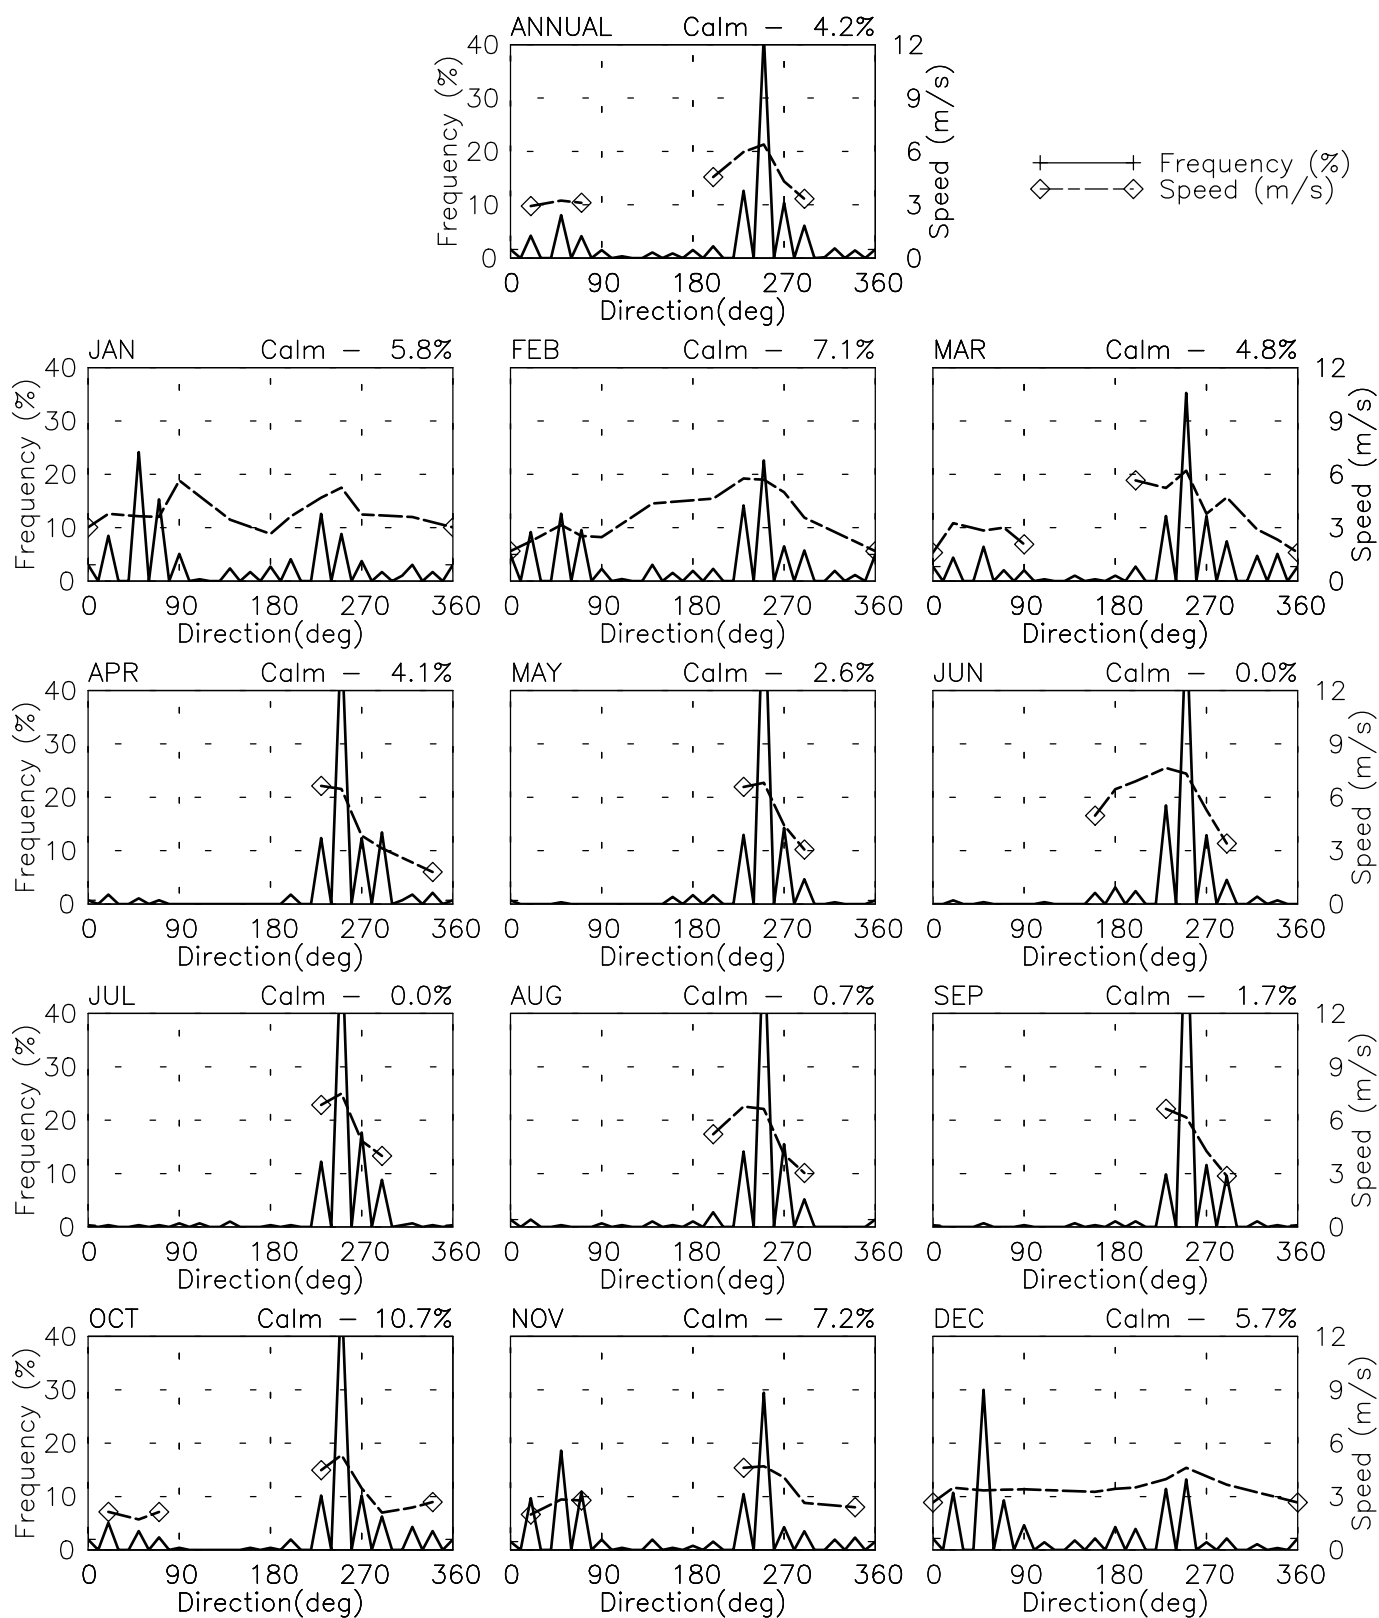 ANNUAL Calm − 4.2%
40 12
30 9
20 6
10 3
0 0
Frequency (%)
Speed (m/s)
0 90 180 270 360
Direction(deg)
Frequency (%)
Speed (m/s)
JAN Calm − 5.8% FEB Calm − 7.1% MAR Calm − 4.8%
40 12
30 9
20 6
10 3
0 0
Frequency (%)
Speed (m/s)
0 90 180 270 360 0 90 180 270 360 0 90 180 270 360
Direction(deg) Direction(deg) Direction(deg)
APR Calm − 4.1% MAY Calm − 2.6% JUN Calm − 0.0%
40 12
30 9
20 6
10 3
0 0
Frequency (%)
Speed (m/s)
0 90 180 270 360 0 90 180 270 360 0 90 180 270 360
Direction(deg) Direction(deg) Direction(deg)
JUL Calm − 0.0% AUG Calm − 0.7% SEP Calm − 1.7%
40 12
30 9
20 6
10 3
0 0
Frequency (%)
Speed (m/s)
0 90 180 270 360 0 90 180 270 360 0 90 180 270 360
Direction(deg) Direction(deg) Direction(deg)
OCT Calm − 10.7% NOV Calm − 7.2% DEC Calm − 5.7%
40 12
30 9
20 6
10 3
0 0
Frequency (%)
Speed (m/s)
0 90 180 270 360 0 90 180 270 360 0 90 180 270 360
Direction(deg) Direction(deg) Direction(deg)